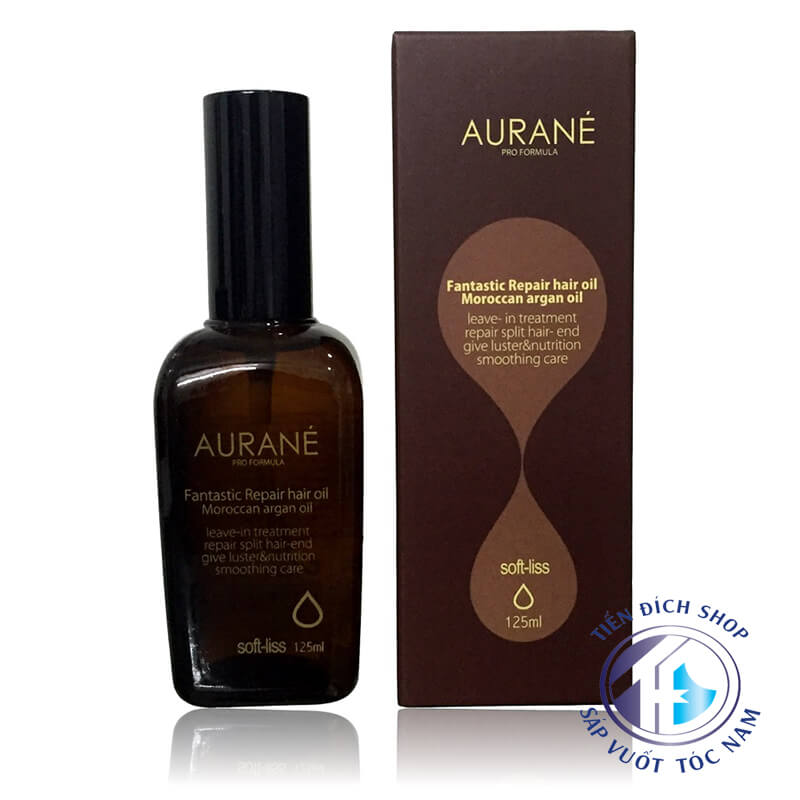 AURANÉ
PRO FORMULA
Fantastic Repair hair oil
Moroccan argan oil
leave-in treatment
repair split hair-end
give luster&nutrition
smoothing care
soft-liss 125ml
AURANÉ
PRO FORMULA
Fantastic Repair hair oil
Moroccan argan oil
leave- in treatment
repair split hair- end
give luster&nutrition
smoothing care
soft-liss
125ml
TIẾN ĐÍCH SHOP
SÁP VUỐT TÓC NAM